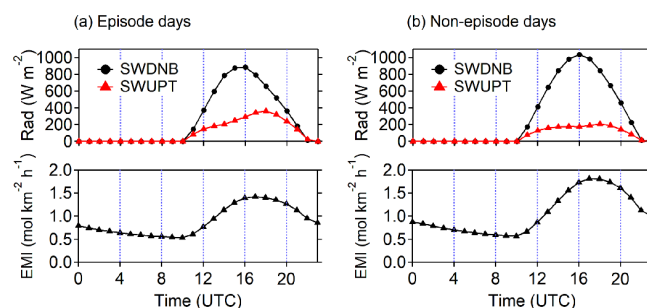 (a) Episode days
(b) Non-episode days
Rad (W m⁻²)
1000
800
600
400
200
0
SWDNB
SWUPT
Rad (W m⁻²)
1000
800
600
400
200
0
SWDNB
SWUPT
EMI (mol km⁻² h⁻¹)
2.0
1.5
1.0
0.5
0.0
0 4 8 12 16 20
Time (UTC)
EMI (mol km⁻² h⁻¹)
2.0
1.5
1.0
0.5
0.0
0 4 8 12 16 20
Time (UTC)